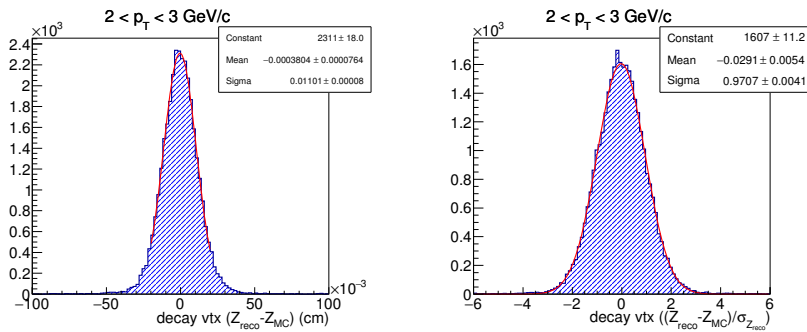 2 < p_T < 3 GeV/c
×10^3
Constant 2311 ± 18.0
Mean −0.0003804 ± 0.0000764
Sigma 0.01101 ± 0.00008
2.4
2.2
2
1.8
1.6
1.4
1.2
1
0.8
0.6
0.4
0.2
0
−100 −50 0 50 100
×10^−3
decay vtx (Z_reco-Z_MC) (cm)
2 < p_T < 3 GeV/c
×10^3
Constant 1607 ± 11.2
Mean −0.0291 ± 0.0054
Sigma 0.9707 ± 0.0041
1.6
1.4
1.2
1
0.8
0.6
0.4
0.2
0
−6 −4 −2 0 2 4 6
decay vtx ((Z_reco-Z_MC)/σ_Z_reco)